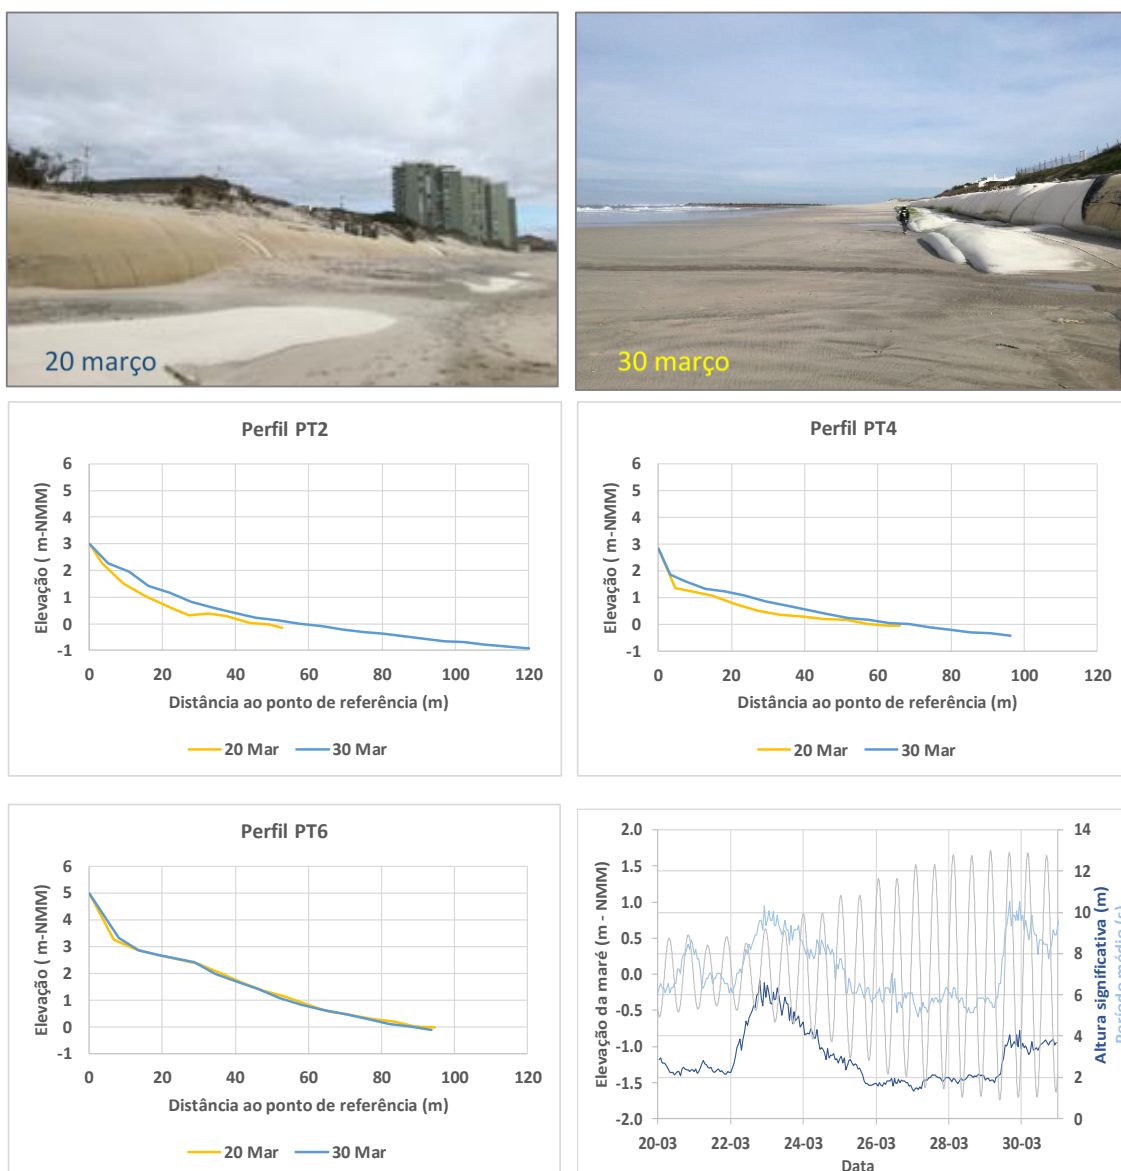 20 março
30 março
Perfil PT2
Elevação ( m-NMM)
6
5
4
3
2
1
0
-1
0 20 40 60 80 100 120
Distância ao ponto de referência (m)
20 Mar 30 Mar
Perfil PT4
Elevação ( m-NMM)
6
5
4
3
2
1
0
-1
0 20 40 60 80 100 120
Distância ao ponto de referência (m)
20 Mar 30 Mar
Perfil PT6
Elevação ( m-NMM)
6
5
4
3
2
1
0
-1
0 20 40 60 80 100 120
Distância ao ponto de referência (m)
20 Mar 30 Mar
Elevação da maré (m - NMM)
2.0
1.5
1.0
0.5
0.0
-0.5
-1.0
-1.5
-2.0
14
12
10
8
6
4
2
0
Altura significativa (m)
Período médio (s)
20-03 22-03 24-03 26-03 28-03 30-03
Data